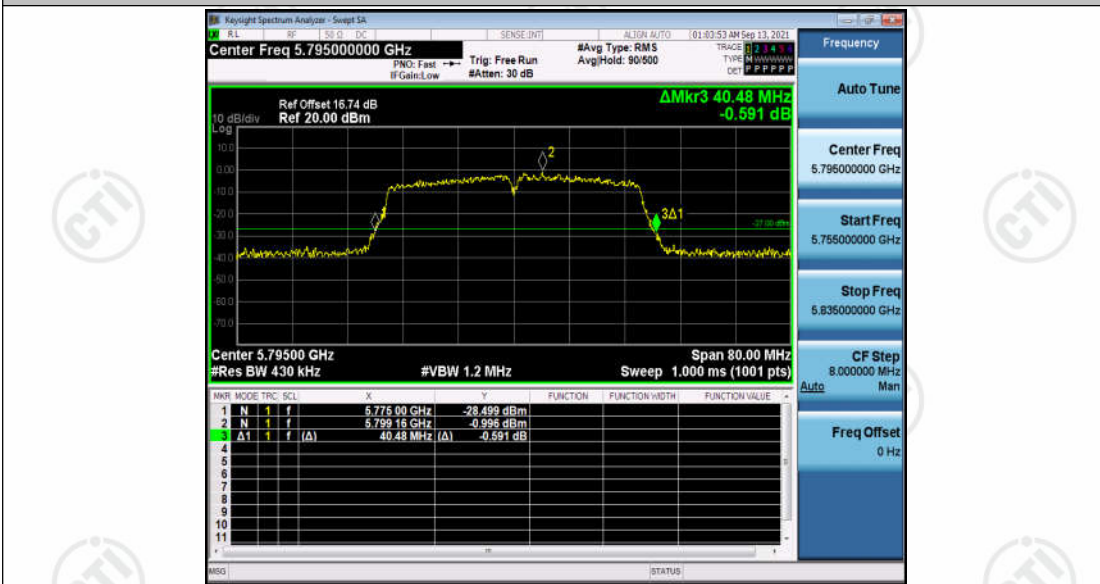 Keysight Spectrum Analyzer - Swept SA
RL RF 50 Ω DC SENSE:INT ALIGN AUTO 01:03:53 AM Sep 13, 2021
Center Freq 5.795000000 GHz
PNO: Fast
IFGain:Low
Trig: Free Run
#Atten: 30 dB
#Avg Type: RMS
Avg|Hold: 90/500
TRACE 1 2 3 4 5 6
TYPE M WWWWW
DET P P P P P P
Frequency
Auto Tune
Center Freq
5.795000000 GHz
Start Freq
5.755000000 GHz
Stop Freq
5.835000000 GHz
CF Step
8.000000 MHz
Auto Man
Freq Offset
0 Hz
ΔMkr3 40.48 MHz
-0.591 dB
Ref Offset 16.74 dB
10 dB/div Ref 20.00 dBm
Log
10.0
0.00
-10.0
-20.0
-30.0
-40.0
-50.0
-60.0
-70.0
2
3Δ1
-27.00 dBm
Center 5.79500 GHz Span 80.00 MHz
#Res BW 430 kHz #VBW 1.2 MHz Sweep 1.000 ms (1001 pts)
MKR MODE TRC SCL X Y FUNCTION FUNCTION WIDTH FUNCTION VALUE
1 N 1 f 5.775 00 GHz -28.499 dBm
2 N 1 f 5.799 16 GHz -0.996 dBm
3 Δ1 1 f (Δ) 40.48 MHz (Δ) -0.591 dB
4
5
6
7
8
9
10
11
MSG STATUS
CTI
CTI
CTI
CTI